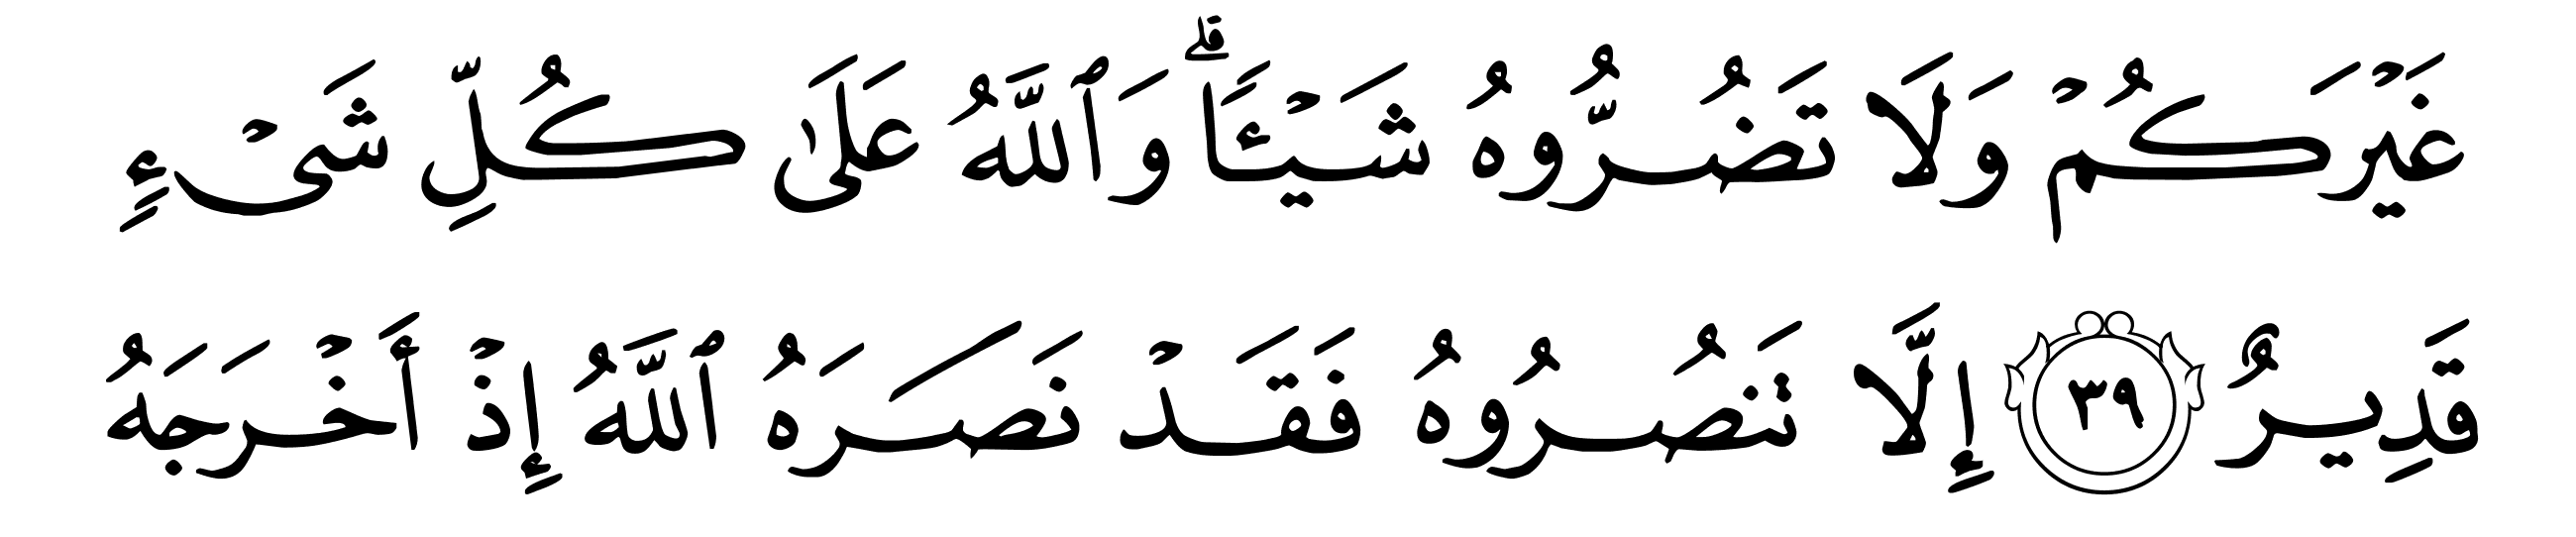 غَيْرَكُمْ وَلَا تَضُرُّوهُ شَيْـًٔا ۗ وَٱللَّهُ عَلَىٰ كُلِّ شَىْءٍ
قَدِيرٌ ٣٩ إِلَّا تَنصُرُوهُ فَقَدْ نَصَرَهُ ٱللَّهُ إِذْ أَخْرَجَهُ